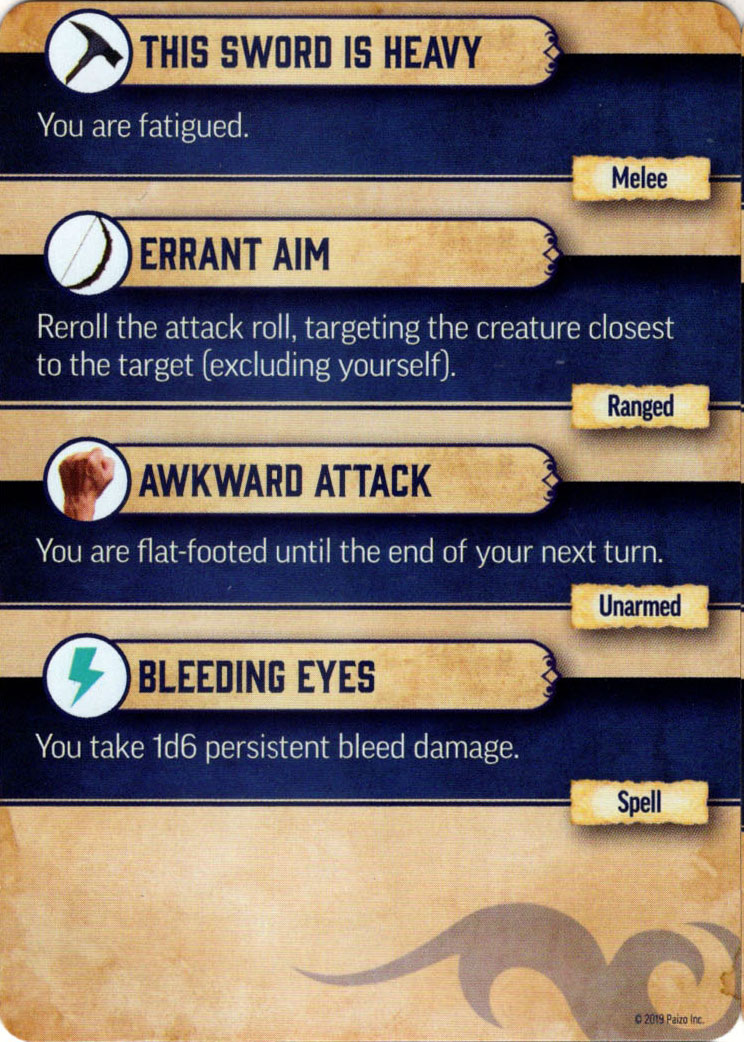 THIS SWORD IS HEAVY
You are fatigued.
Melee
ERRANT AIM
Reroll the attack roll, targeting the creature closest
to the target (excluding yourself).
Ranged
AWKWARD ATTACK
You are flat-footed until the end of your next turn.
Unarmed
BLEEDING EYES
You take 1d6 persistent bleed damage.
Spell
© 2019 Paizo Inc.